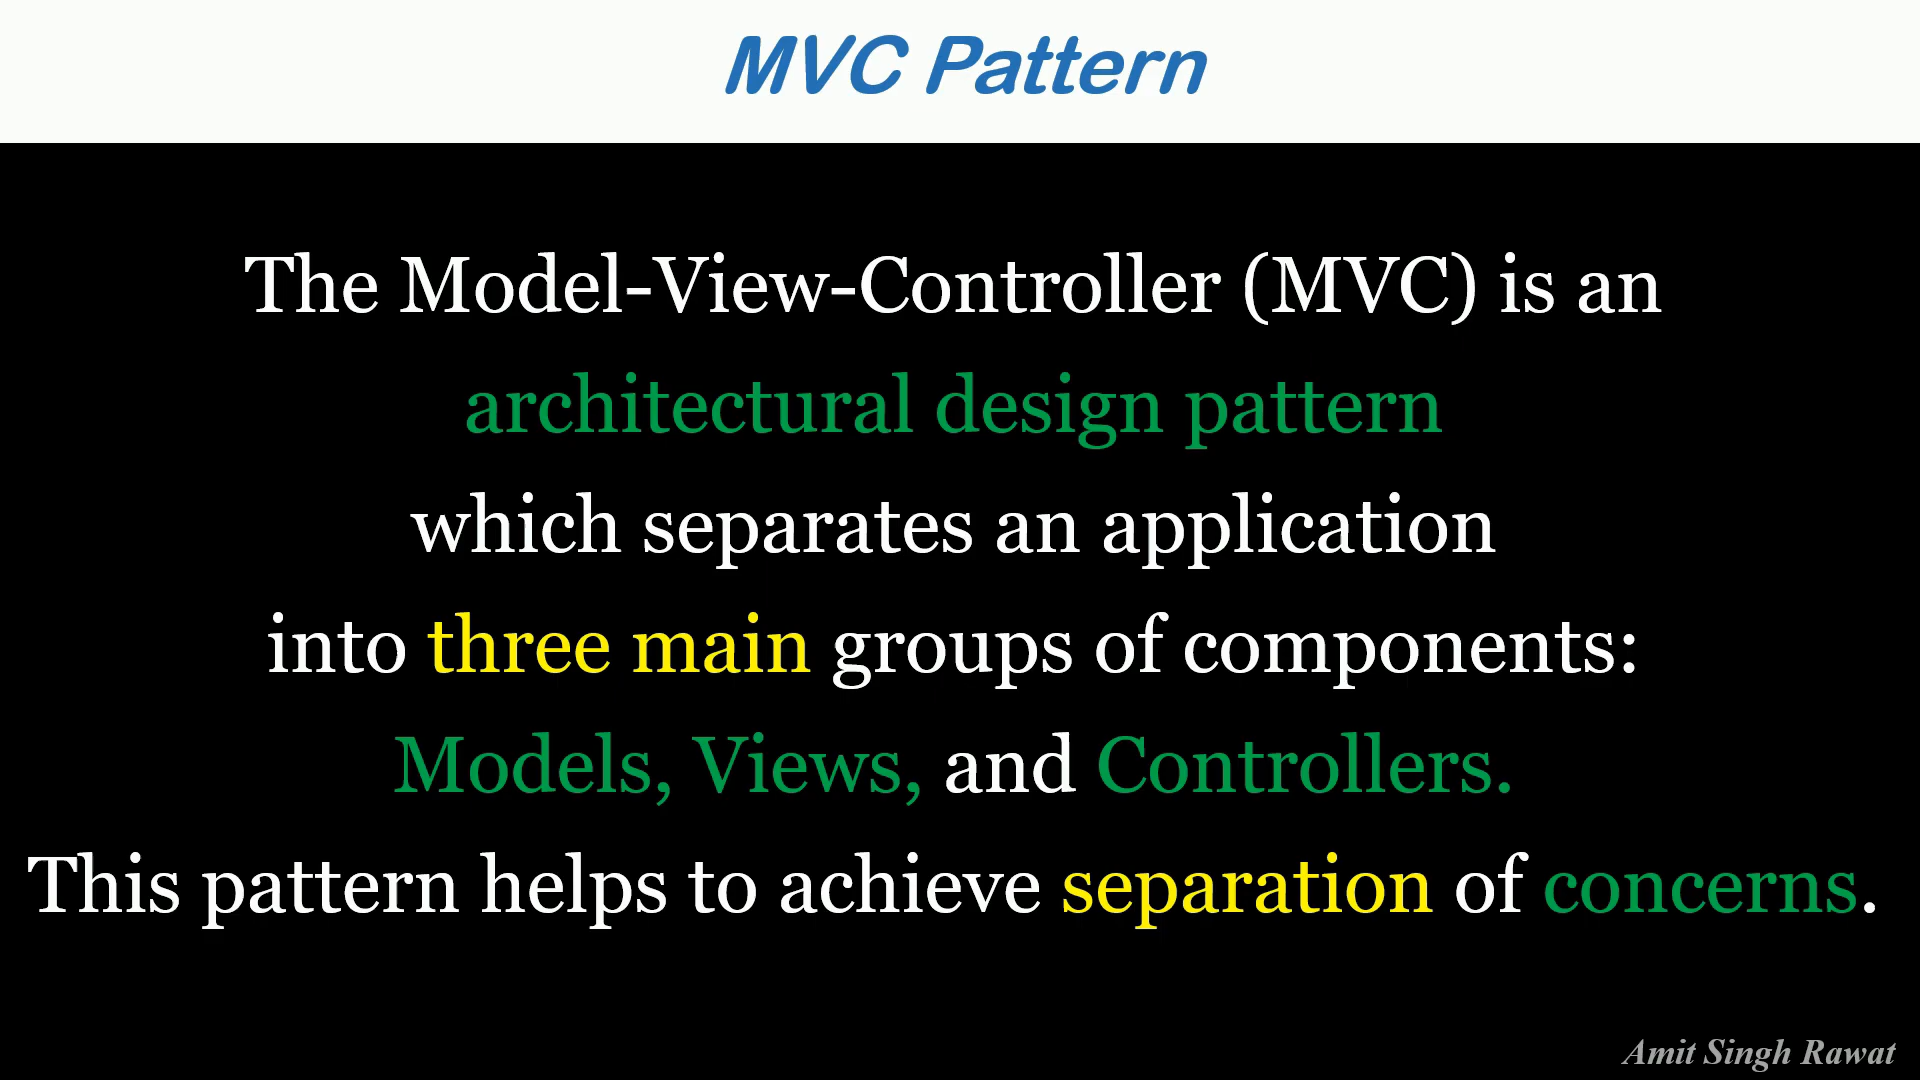 MVC Pattern
The Model-View-Controller (MVC) is an
architectural design pattern
which separates an application
into three main groups of components:
Models, Views, and Controllers.
This pattern helps to achieve separation of concerns.
Amit Singh Rawat